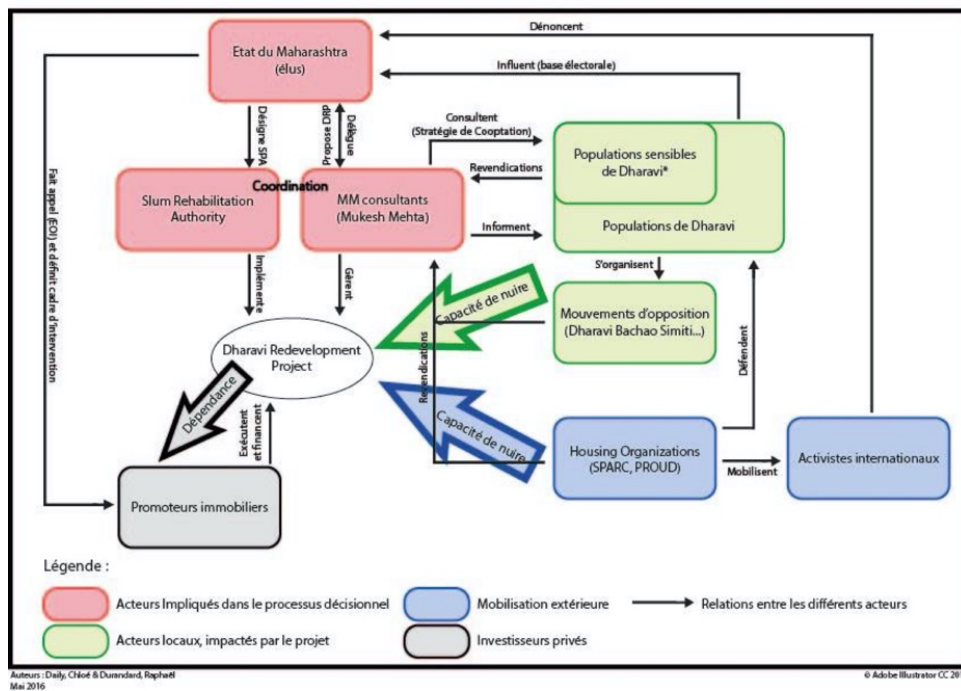 Dénoncent
Etat du Maharashtra
(élus)
Influent (base électorale)
Désigne SPA
Propose DRP
Délègue
Consultent
(Stratégie de Cooptation)
Populations sensibles
de Dharavi*
Revendications
Coordination
Slum Rehabilitation
Authority
MM consultants
(Mukesh Mehta)
Informent
Populations de Dharavi
Fait appel (EOI) et définit cadre d'intervention
Implémente
Gèrent
S'organisent
Capacité de nuire
Mouvements d'opposition
(Dharavi Bachao Simiti...)
Dharavi Redevelopment
Project
Revendications
Défendent
Dépendance
Exécutent
et financent
Capacité de nuire
Housing Organizations
(SPARC, PROUD)
Mobilisent
Activistes internationaux
Promoteurs immobiliers
Légende :
Acteurs Impliqués dans le processus décisionnel
Mobilisation extérieure
Relations entre les différents acteurs
Acteurs locaux, impactés par le projet
Investisseurs privés
Auteurs : Daily, Chloé & Durandard, Raphaël
Mai 2016
© Adobe Illustrator CC 20